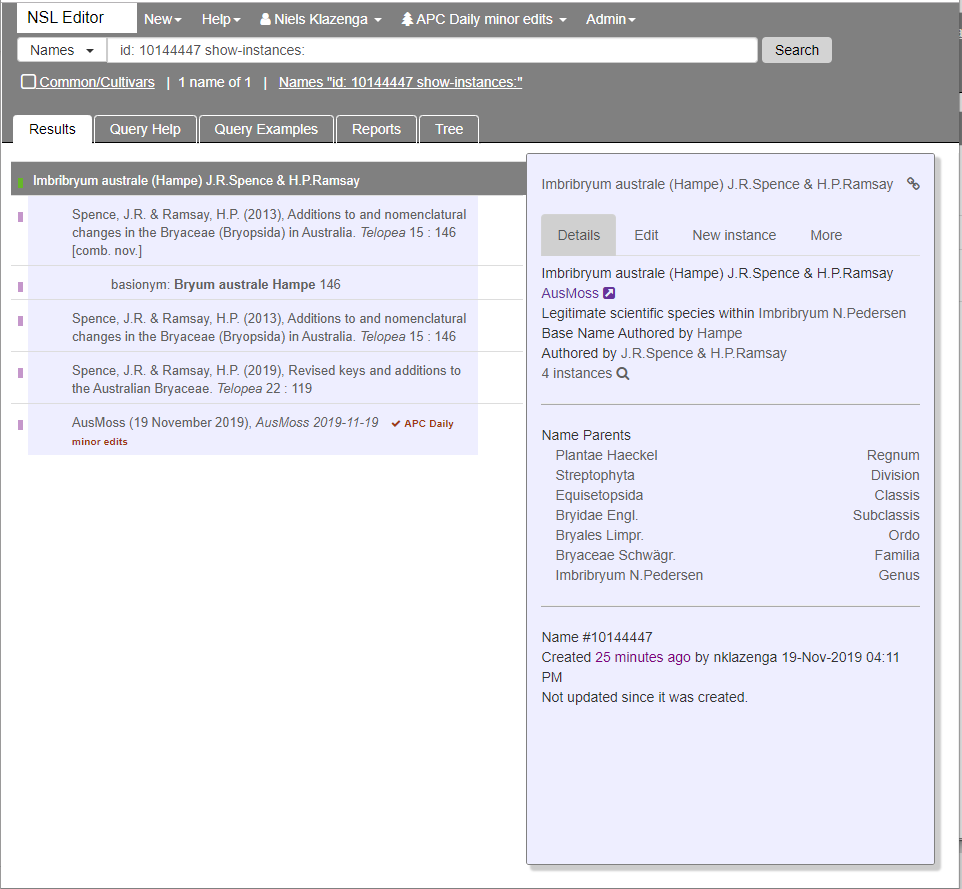 NSL Editor New Help Niels Klazenga APC Daily minor edits Admin
Names id: 10144447 show-instances: Search
Common/Cultivars | 1 name of 1 | Names "id: 10144447 show-instances:"
Results Query Help Query Examples Reports Tree
Imbribryum australe (Hampe) J.R.Spence & H.P.Ramsay
Spence, J.R. & Ramsay, H.P. (2013), Additions to and nomenclatural
changes in the Bryaceae (Bryopsida) in Australia. Telopea 15 : 146
[comb. nov.]
basionym: Bryum australe Hampe 146
Spence, J.R. & Ramsay, H.P. (2013), Additions to and nomenclatural
changes in the Bryaceae (Bryopsida) in Australia. Telopea 15 : 146
Spence, J.R. & Ramsay, H.P. (2019), Revised keys and additions to
the Australian Bryaceae. Telopea 22 : 119
AusMoss (19 November 2019), AusMoss 2019-11-19 APC Daily
minor edits
Imbribryum australe (Hampe) J.R.Spence & H.P.Ramsay
Details Edit New instance More
Imbribryum australe (Hampe) J.R.Spence & H.P.Ramsay
AusMoss
Legitimate scientific species within Imbribryum N.Pedersen
Base Name Authored by Hampe
Authored by J.R.Spence & H.P.Ramsay
4 instances
Name Parents
Plantae Haeckel Regnum
Streptophyta Division
Equisetopsida Classis
Bryidae Engl. Subclassis
Bryales Limpr. Ordo
Bryaceae Schwägr. Familia
Imbribryum N.Pedersen Genus
Name #10144447
Created 25 minutes ago by nklazenga 19-Nov-2019 04:11
PM
Not updated since it was created.